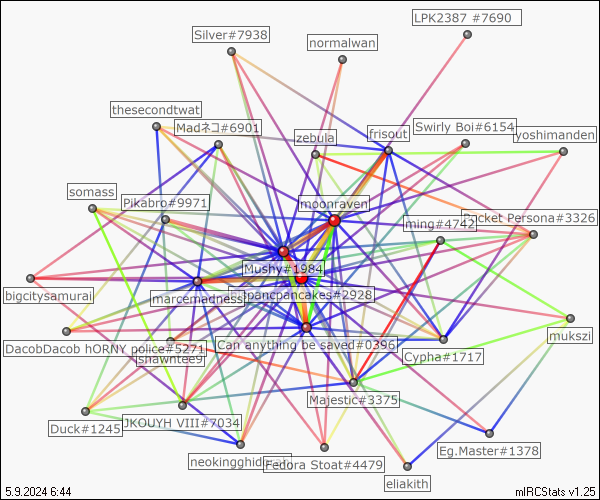 LPK2387 #7690
Silver#7938
normalwan
thesecondtwat
Madネコ#6901
zebula
frisout
Swirly Boi#6154
yoshimanden
somass
Pikabro#9971
moonraven
ming#4742
Packet Persona#3326
Mushy#1984
bigcitysamurai
marcemadness
pancpancakes#2928
mukszi
DacobDacob hORNY police#5271
shawntee9
Can anything be saved#0396
Cypha#1717
Majestic#3375
Duck#1245
JKOUYH VIII#7034
Eg.Master#1378
Fedora Stoat#4479
eliakith
5.9.2024 6:44
mIRCStats v1.25